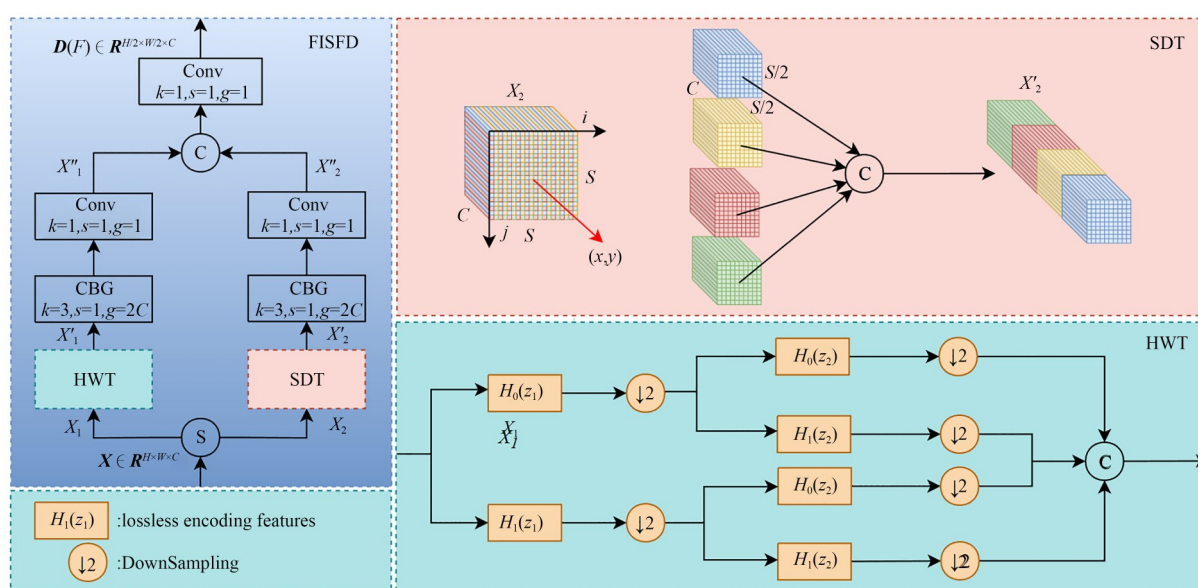 FISFD
D(F) ∈ R^{H/2×W/2×C}
Conv
k=1,s=1,g=1
C
X″₁
X″₂
Conv
k=1,s=1,g=1
Conv
k=1,s=1,g=1
CBG
k=3,s=1,g=2C
CBG
k=3,s=1,g=2C
X′₁
X′₂
HWT
SDT
X₁
X₂
S
X ∈ R^{H×W×C}
H₁(z₁)
:lossless encoding features
↓2
:DownSampling
SDT
X₂
i
S
C
j
S
(x,y)
C
S/2
S/2
C
X′₂
HWT
H₀(z₁)
↓2
H₀(z₂)
↓2
H₁(z₂)
↓2
C
H₀(z₂)
↓2
H₁(z₁)
↓2
H₁(z₂)
↓2